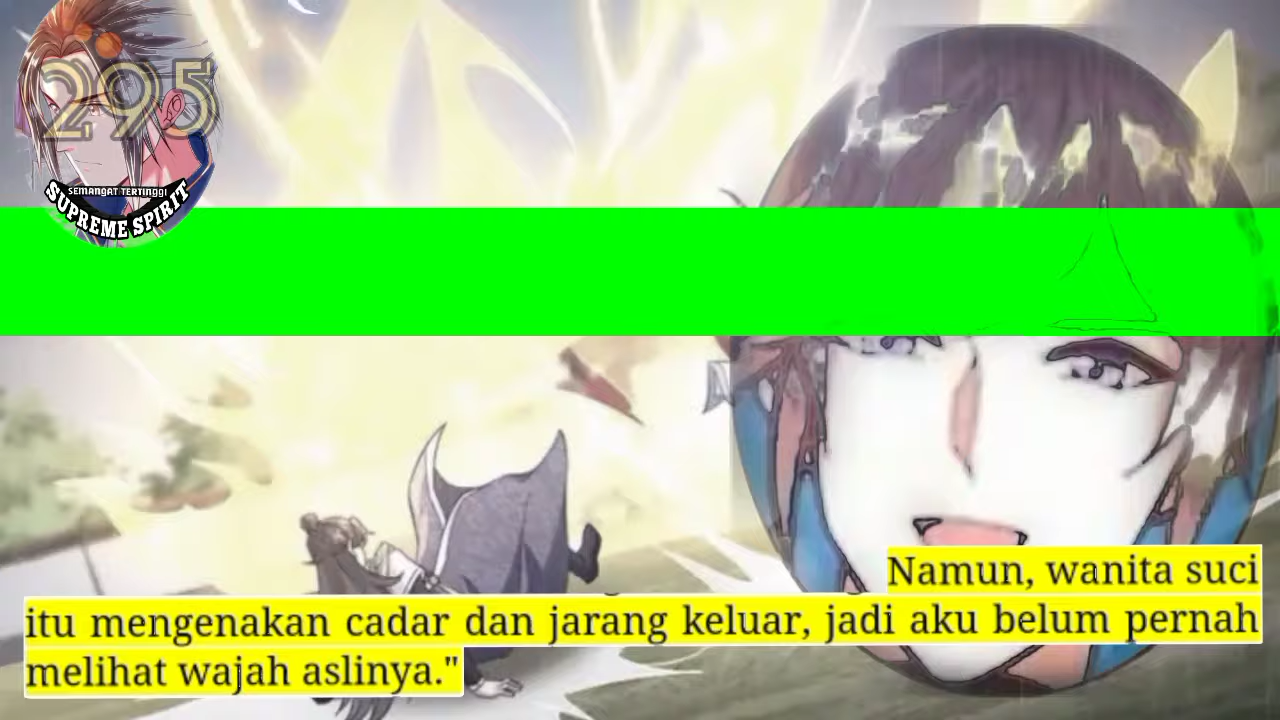 295
SEMANGAT TERTINGGI
SUPREME SPIRIT
Namun, wanita suci
itu mengenakan cadar dan jarang keluar, jadi aku belum pernah
melihat wajah aslinya."